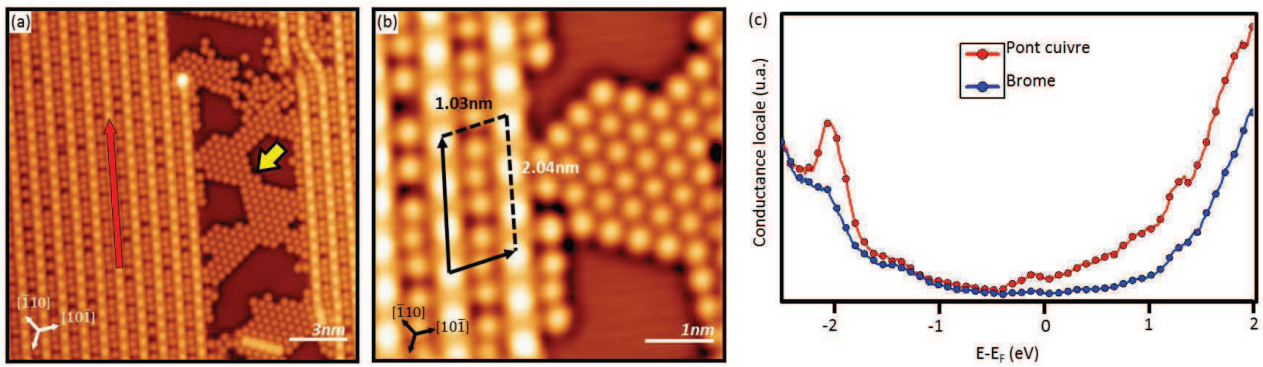 (a)
[1̄10]
[101̄]
3nm
(b)
1.03nm
2.04nm
[1̄10]
[101̄]
1nm
(c)
Conductance locale (u.a.)
Pont cuivre
Brome
-2
-1
0
1
2
E-E_F (eV)